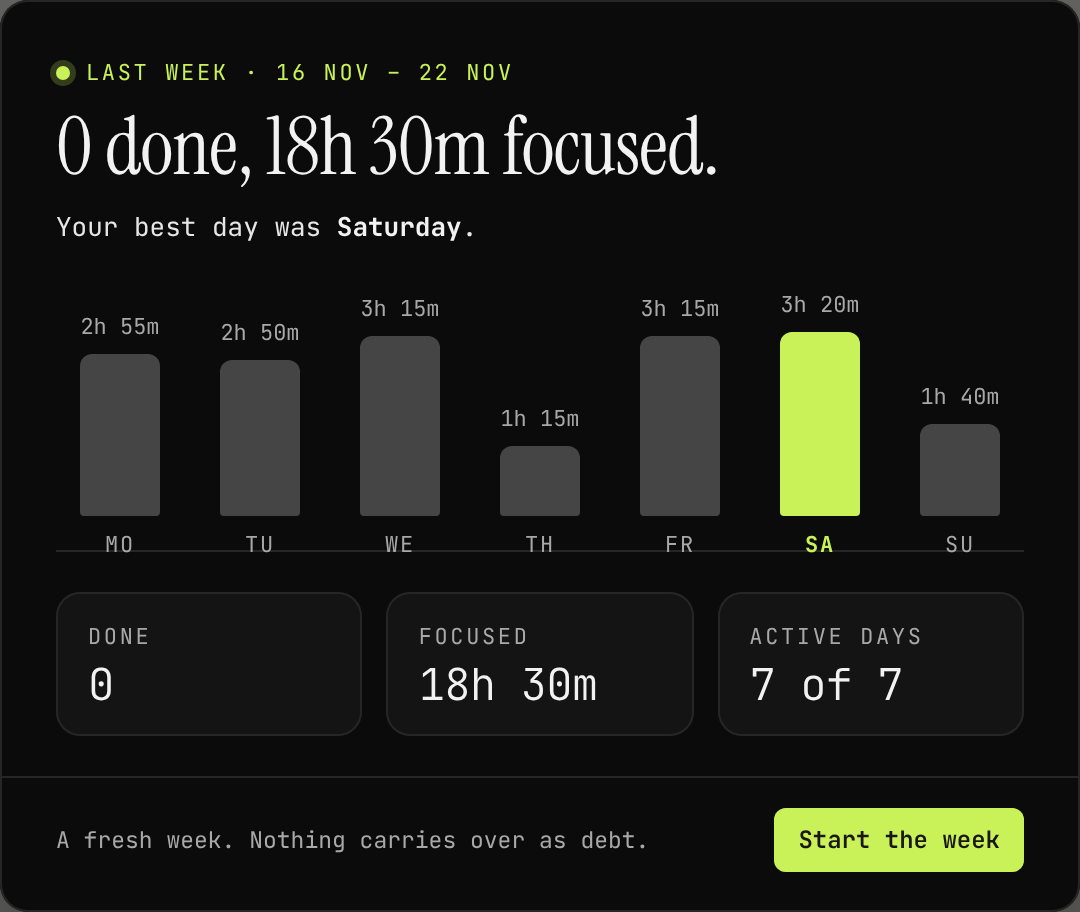 LAST WEEK · 16 NOV – 22 NOV
0 done, 18h 30m focused.
Your best day was Saturday.
2h 55m
2h 50m
3h 15m
1h 15m
3h 15m
3h 20m
1h 40m
MO TU WE TH FR SA SU
DONE
0
FOCUSED
18h 30m
ACTIVE DAYS
7 of 7
A fresh week. Nothing carries over as debt.
Start the week